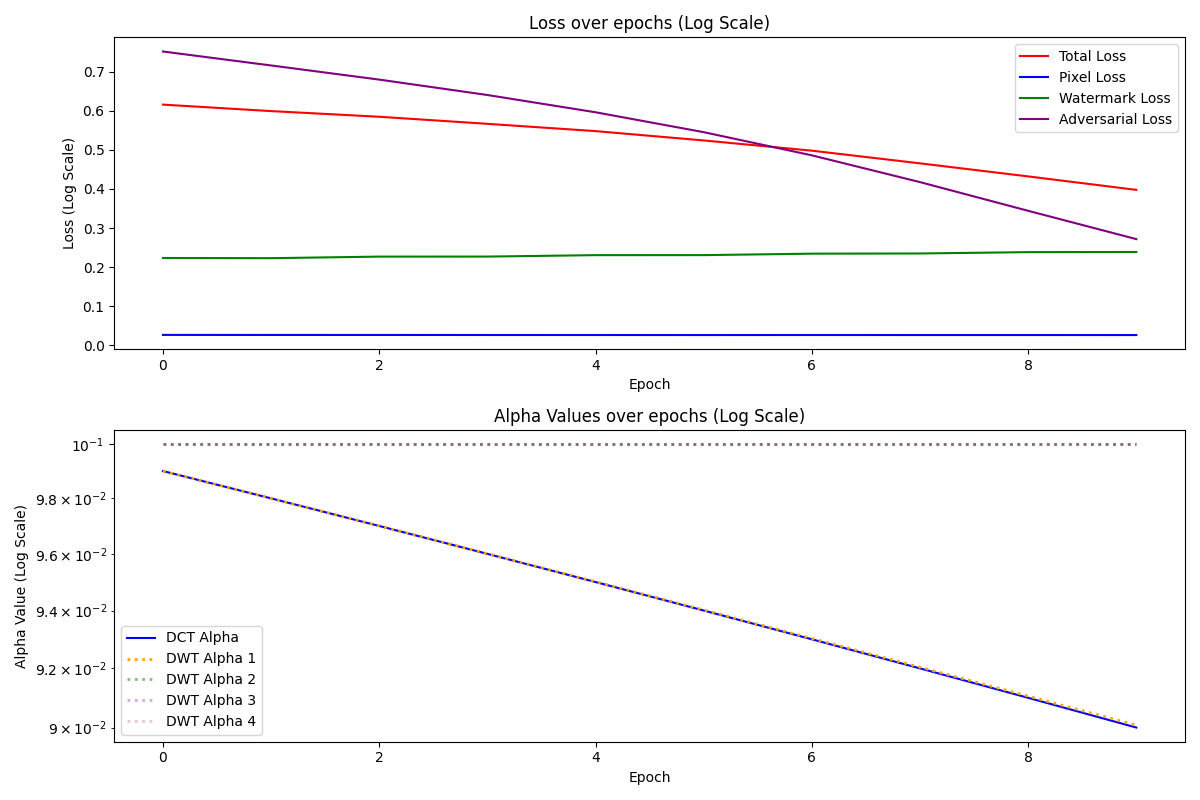 Loss over epochs (Log Scale)
Loss (Log Scale)
0.7
0.6
0.5
0.4
0.3
0.2
0.1
0.0
Total Loss
Pixel Loss
Watermark Loss
Adversarial Loss
0 2 4 6 8
Epoch
Alpha Values over epochs (Log Scale)
Alpha Value (Log Scale)
10⁻¹
9.8 × 10⁻²
9.6 × 10⁻²
9.4 × 10⁻²
9.2 × 10⁻²
9 × 10⁻²
DCT Alpha
DWT Alpha 1
DWT Alpha 2
DWT Alpha 3
DWT Alpha 4
0 2 4 6 8
Epoch